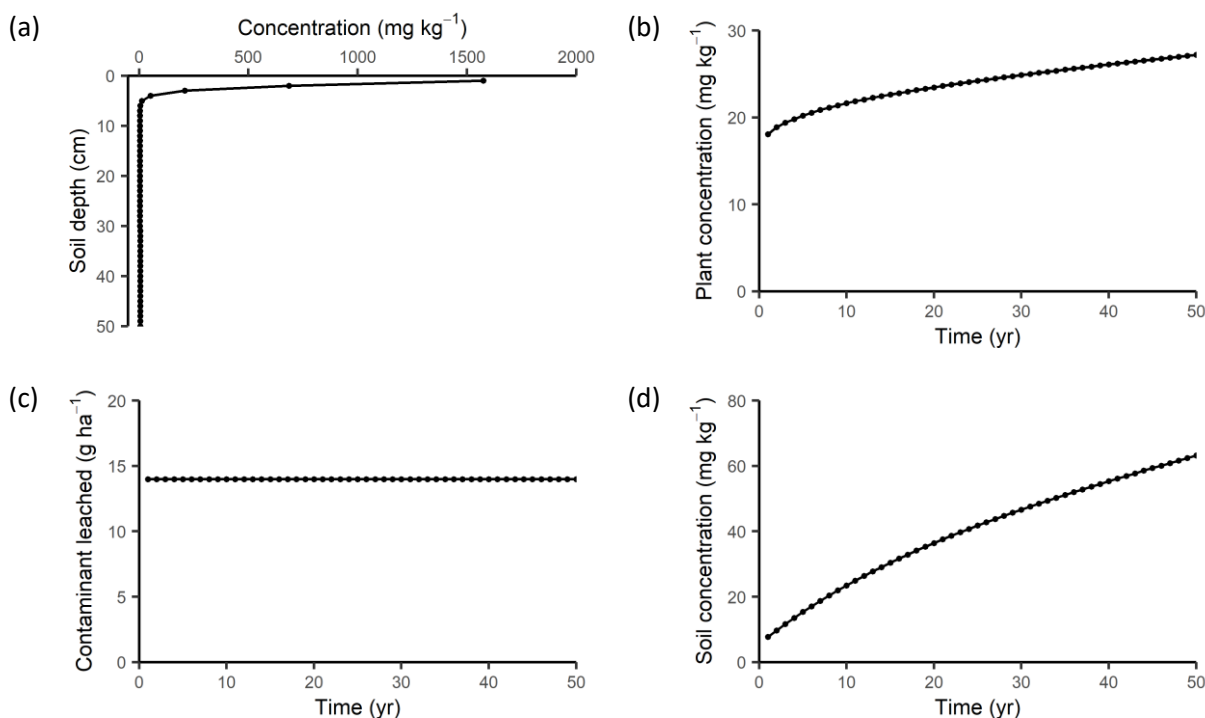 (a)
Concentration (mg kg⁻¹)
0 500 1000 1500 2000
Soil depth (cm)
0
10
20
30
40
50
(b)
Plant concentration (mg kg⁻¹)
30
20
10
0
0 10 20 30 40 50
Time (yr)
(c)
Contaminant leached (g ha⁻¹)
20
15
10
5
0
0 10 20 30 40 50
Time (yr)
(d)
Soil concentration (mg kg⁻¹)
80
60
40
20
0
0 10 20 30 40 50
Time (yr)